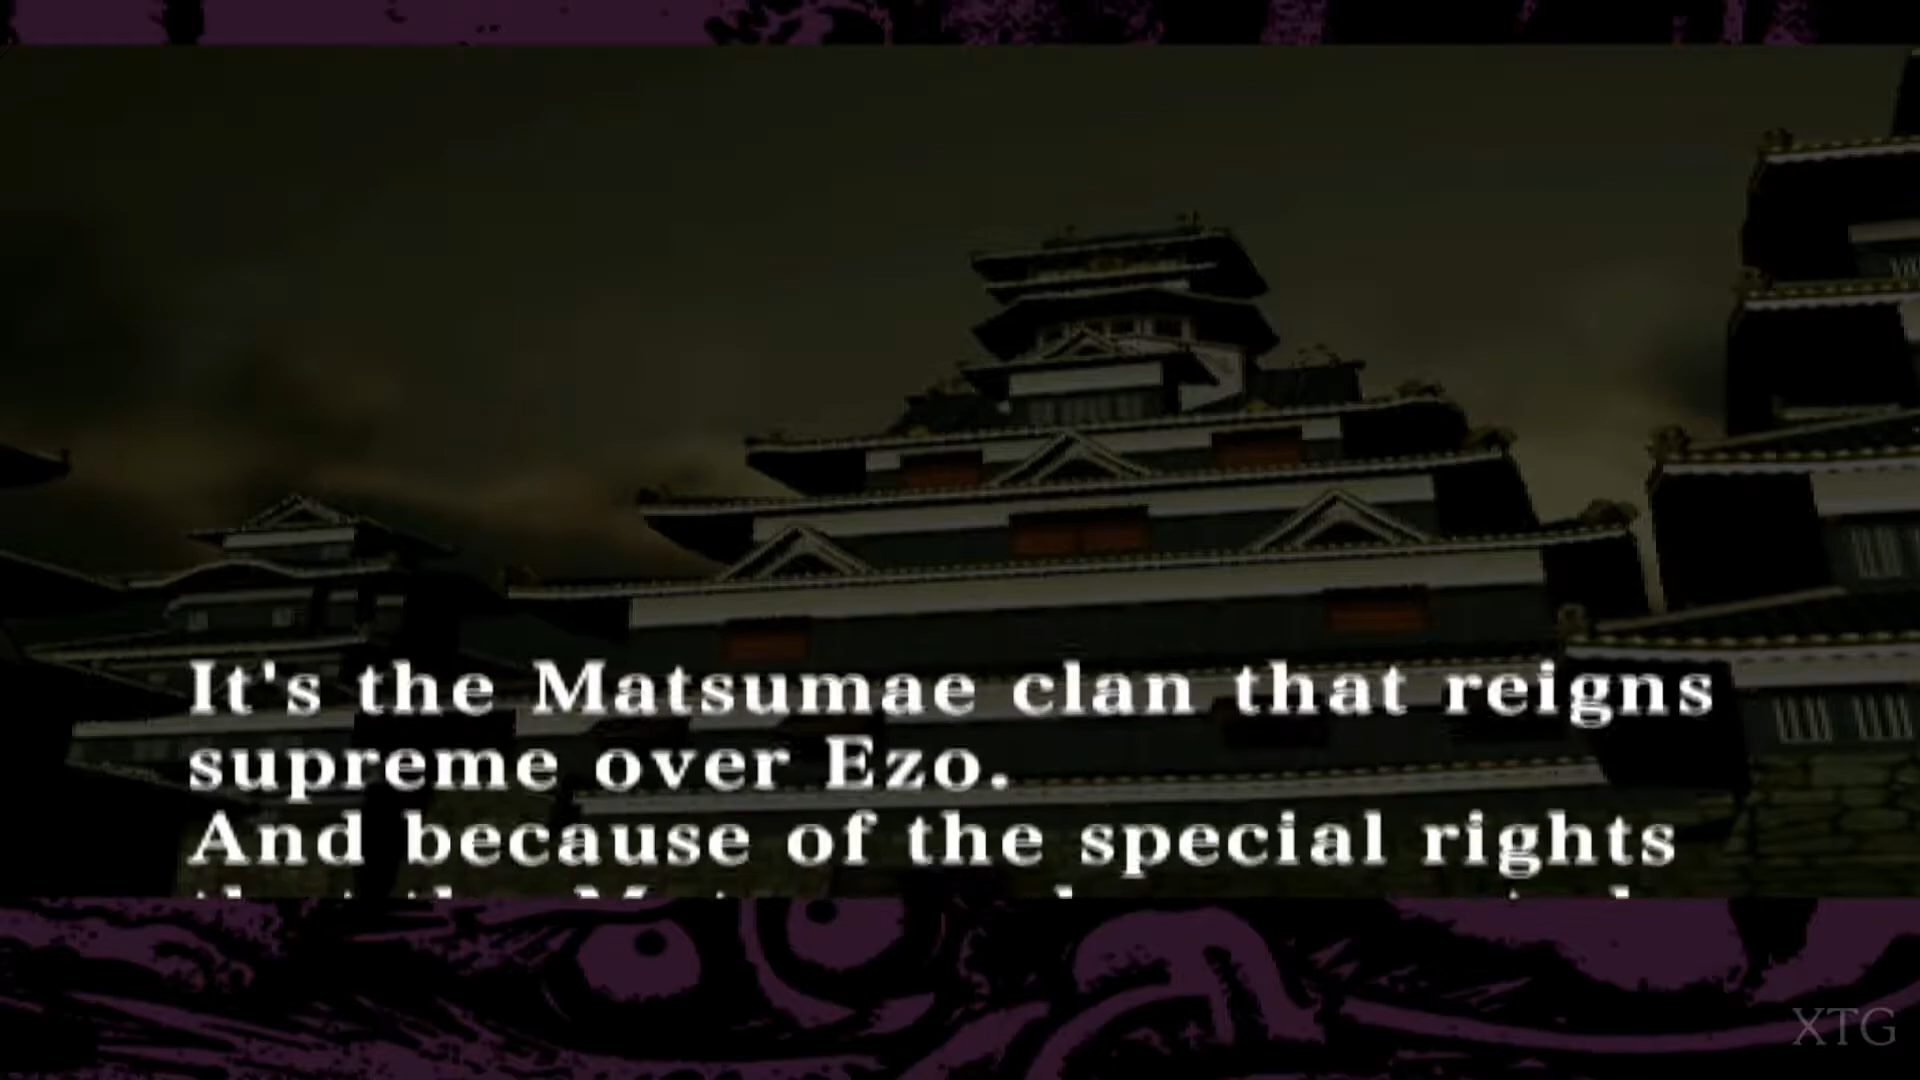 It's the Matsumae clan that reigns
supreme over Ezo.
And because of the special rights
XTG